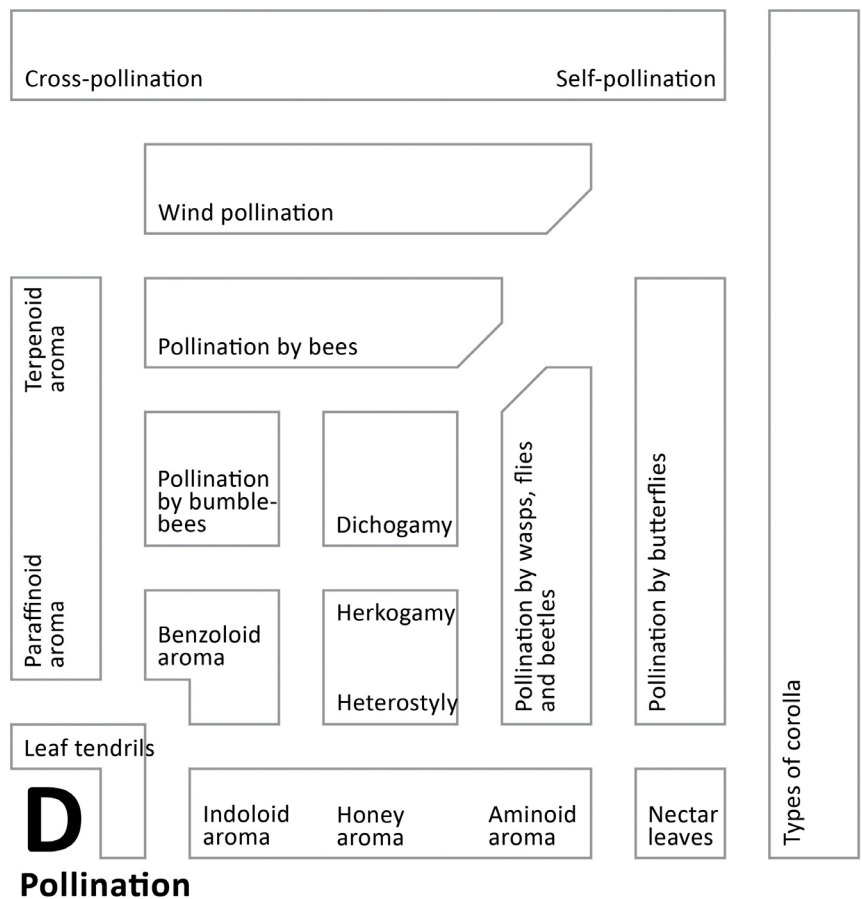 Cross-pollination
Self-pollination
Wind pollination
Terpenoid
aroma
Pollination by bees
Pollination
by bumble-
bees
Dichogamy
Pollination by wasps, flies
and beetles
Pollination by butterflies
Paraffinoid
aroma
Benzoloid
aroma
Herkogamy
Heterostyly
Types of corolla
Leaf tendrils
Indoloid
aroma
Honey
aroma
Aminoid
aroma
Nectar
leaves
D
Pollination